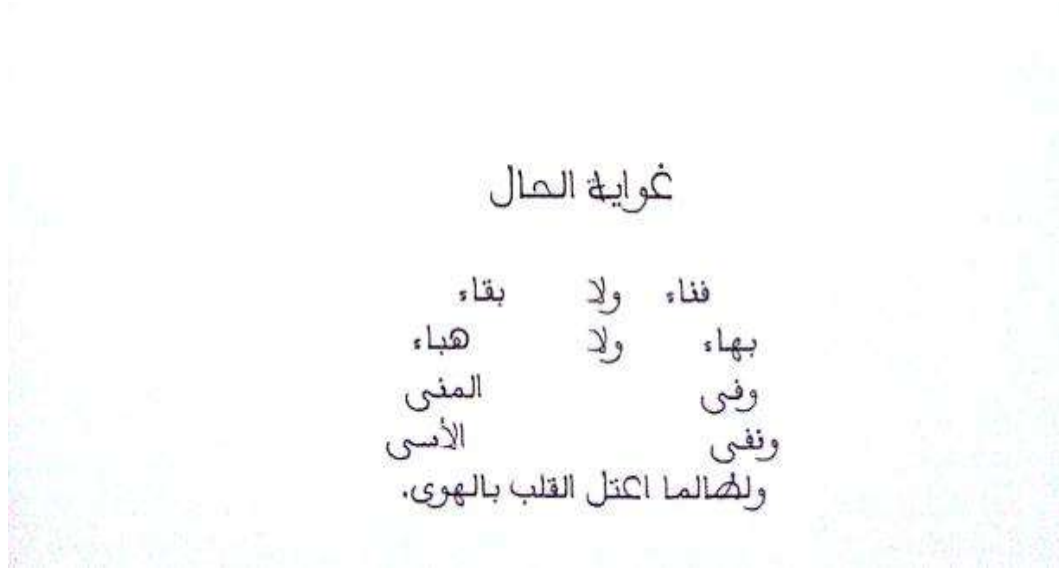 غواية الحال
فناء ولا بقاء
بهاء ولا هباء
وفى المنى
ونفى الأسى
ولطالما اعتل القلب بالهوى.